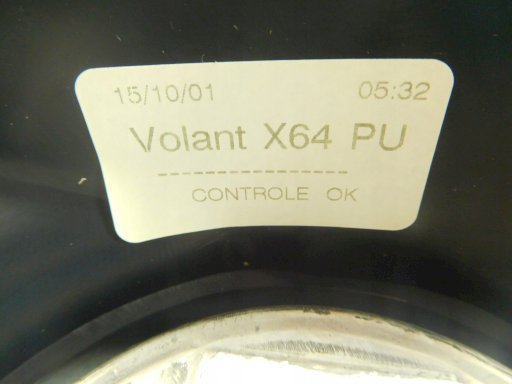 15/10/01 05:32
Volant X64 PU
------------------
CONTROLE OK